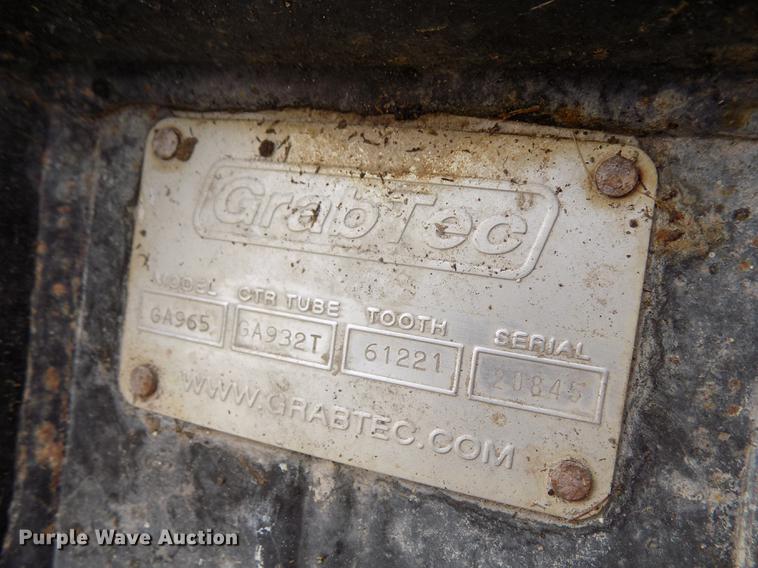 GrabTec
MODEL CTR TUBE TOOTH SERIAL
GA965 GA932T 61221 20845
WWW.GRABTEC.COM
Purple Wave Auction®